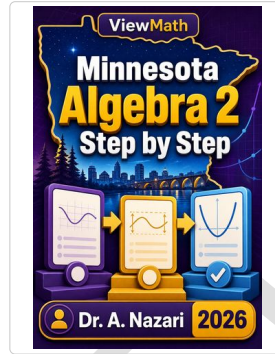 ViewMath
Minnesota
Algebra 2
Step by Step
Dr. A. Nazari
2026